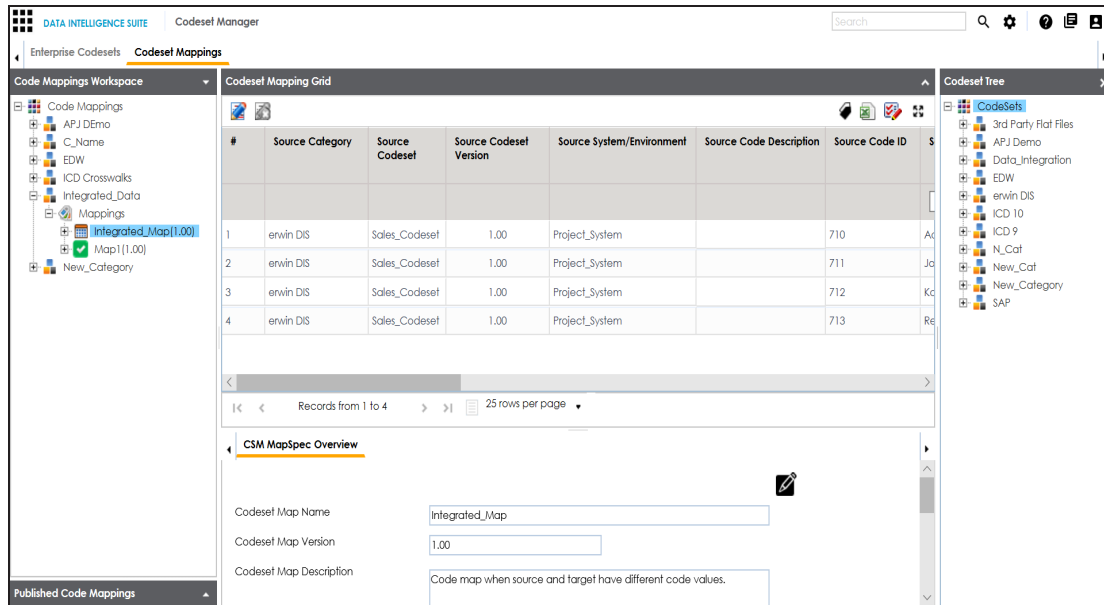 DATA INTELLIGENCE SUITE Codeset Manager Search
Enterprise Codesets Codeset Mappings
Code Mappings Workspace
Code Mappings
APJ DEmo
C_Name
EDW
ICD Crosswalks
Integrated_Data
Mappings
Integrated_Map(1.00)
Map1(1.00)
New_Category
Published Code Mappings
Codeset Mapping Grid
# Source Category Source Codeset Source Codeset Version Source System/Environment Source Code Description Source Code ID S
1 erwin DIS Sales_Codeset 1.00 Project_System 710 Ac
2 erwin DIS Sales_Codeset 1.00 Project_System 711 Jo
3 erwin DIS Sales_Codeset 1.00 Project_System 712 Kc
4 erwin DIS Sales_Codeset 1.00 Project_System 713 Re
Records from 1 to 4 25 rows per page
CSM MapSpec Overview
Codeset Map Name Integrated_Map
Codeset Map Version 1.00
Codeset Map Description Code map when source and target have different code values.
Codeset Tree
CodeSets
3rd Party Flat Files
APJ Demo
Data_Integration
EDW
erwin DIS
ICD 10
ICD 9
N_Cat
New_Cat
New_Category
SAP